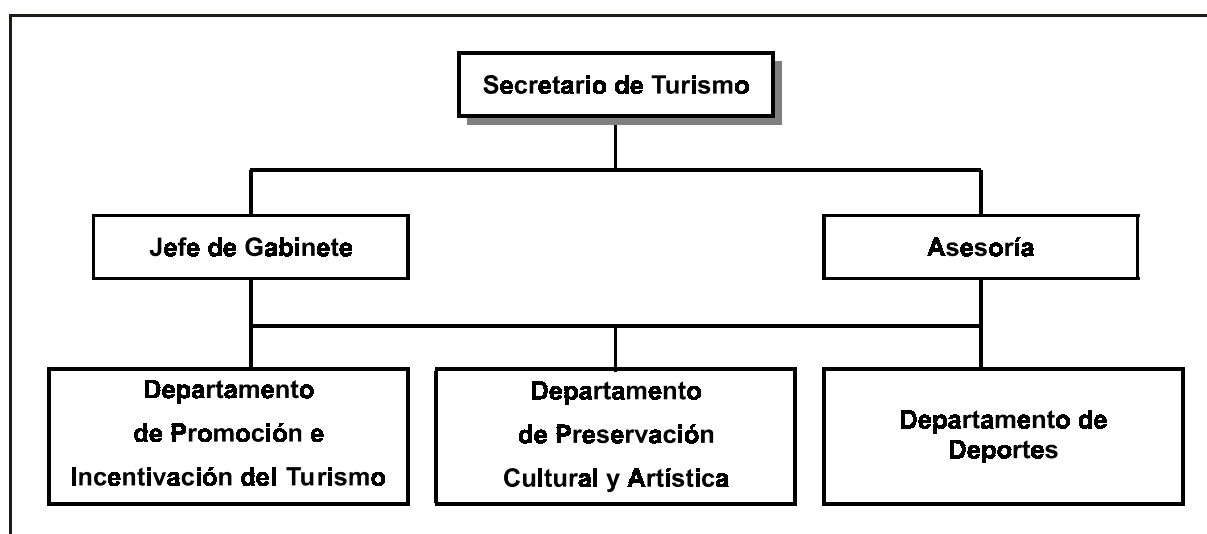 Secretario de Turismo
Jefe de Gabinete
Asesoría
Departamento
de Promoción e
Incentivación del Turismo
Departamento
de Preservación
Cultural y Artística
Departamento de
Deportes